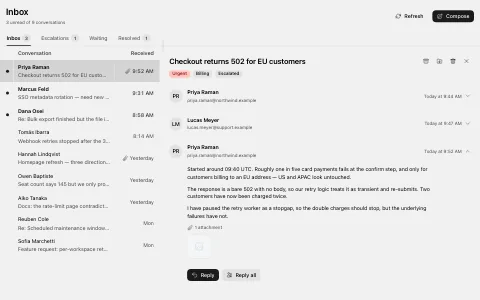 Inbox
3 unread of 9 conversations
Refresh
Compose
Inbox 3
Escalations 1
Waiting
Resolved 1
Conversation
Received
Priya Raman
Checkout returns 502 for EU custo…
9:52 AM
Marcus Feld
SSO metadata rotation — need new …
9:31 AM
Dana Osei
Re: Bulk export finished but the file i…
8:58 AM
Tomás Ibarra
Webhook retries stopped after the 3…
8:14 AM
Hannah Lindqvist
Homepage refresh — three direction…
Yesterday
Owen Baptiste
Seat count says 145 but we only pro…
Yesterday
Aiko Tanaka
Docs: the rate-limit page contradict…
Yesterday
Reuben Cole
Re: Scheduled maintenance window…
Mon
Sofia Marchetti
Feature request: per-workspace ret…
Mon
Checkout returns 502 for EU customers
Urgent
Billing
Escalated
PR
Priya Raman
priya.raman@northwind.example
Today at 9:44 AM
LM
Lucas Meyer
lucas.meyer@support.example
Today at 9:47 AM
PR
Priya Raman
priya.raman@northwind.example
Today at 9:52 AM
Started around 09:40 UTC. Roughly one in five card payments fails at the confirm step, and only for
customers billing to an EU address — US and APAC look untouched.
The response is a bare 502 with no body, so our retry logic treats it as transient and re-submits. Two
customers have now been charged twice.
I have paused the retry worker as a stopgap, so the double charges should stop, but the underlying
failures have not.
1 attachment
Reply
Reply all